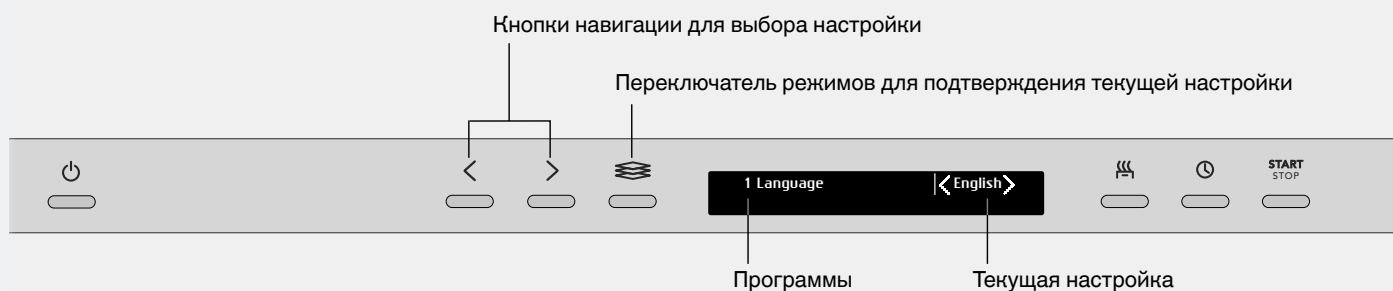 Кнопки навигации для выбора настройки
Переключатель режимов для подтверждения текущей настройки
START
STOP
1 Language
English
Программы
Текущая настройка